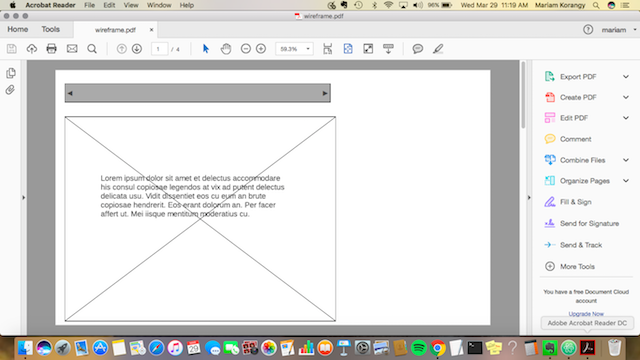 Acrobat Reader File Edit View Window Help 96% Wed Mar 29 11:19 AM Mariam Korangy
wireframe.pdf
Home Tools wireframe.pdf × ? mariam
1 / 4 59.3%
Export PDF
Create PDF
Edit PDF
Comment
Combine Files
Organize Pages
Fill & Sign
Send for Signature
Send & Track
More Tools
You have a free Document Cloud
account
Upgrade Now
Adobe Acrobat Reader DC
Lorem ipsum dolor sit amet et delectus accommodare
his consul copiosae legendos at vix ad putent delectus
delicata usu. Vidit dissentiet eos cu eum an brute
copiosae hendrerit. Eos erant dolorum an. Per facer
affert ut. Mei iisque mentitum moderatius cu.